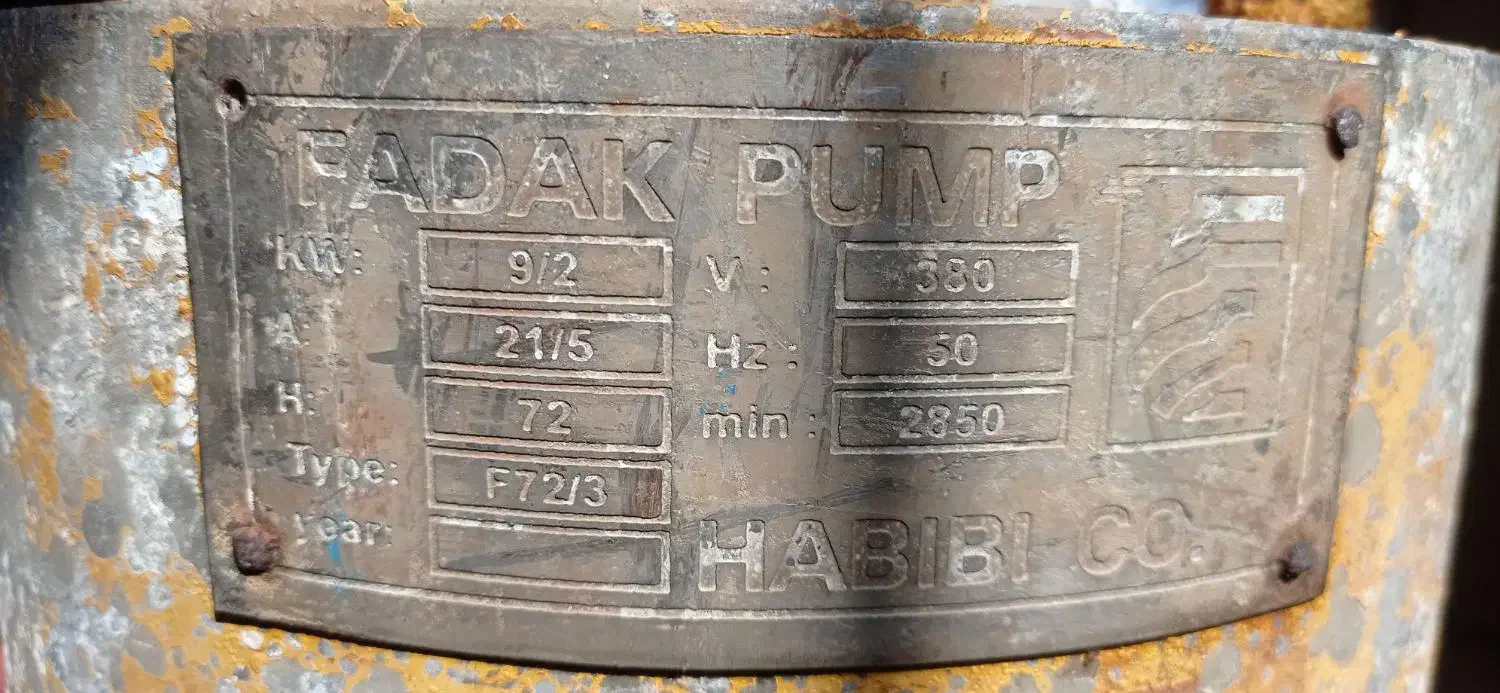 FADAK PUMP
KW: 9/2 V: 380
A: 21/5 Hz: 50
H: 72 min: 2850
Type: F72/3
Year:
HABIBI CO.